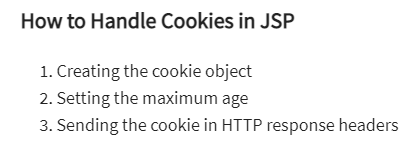 How to Handle Cookies in JSP
1. Creating the cookie object
2. Setting the maximum age
3. Sending the cookie in HTTP response headers